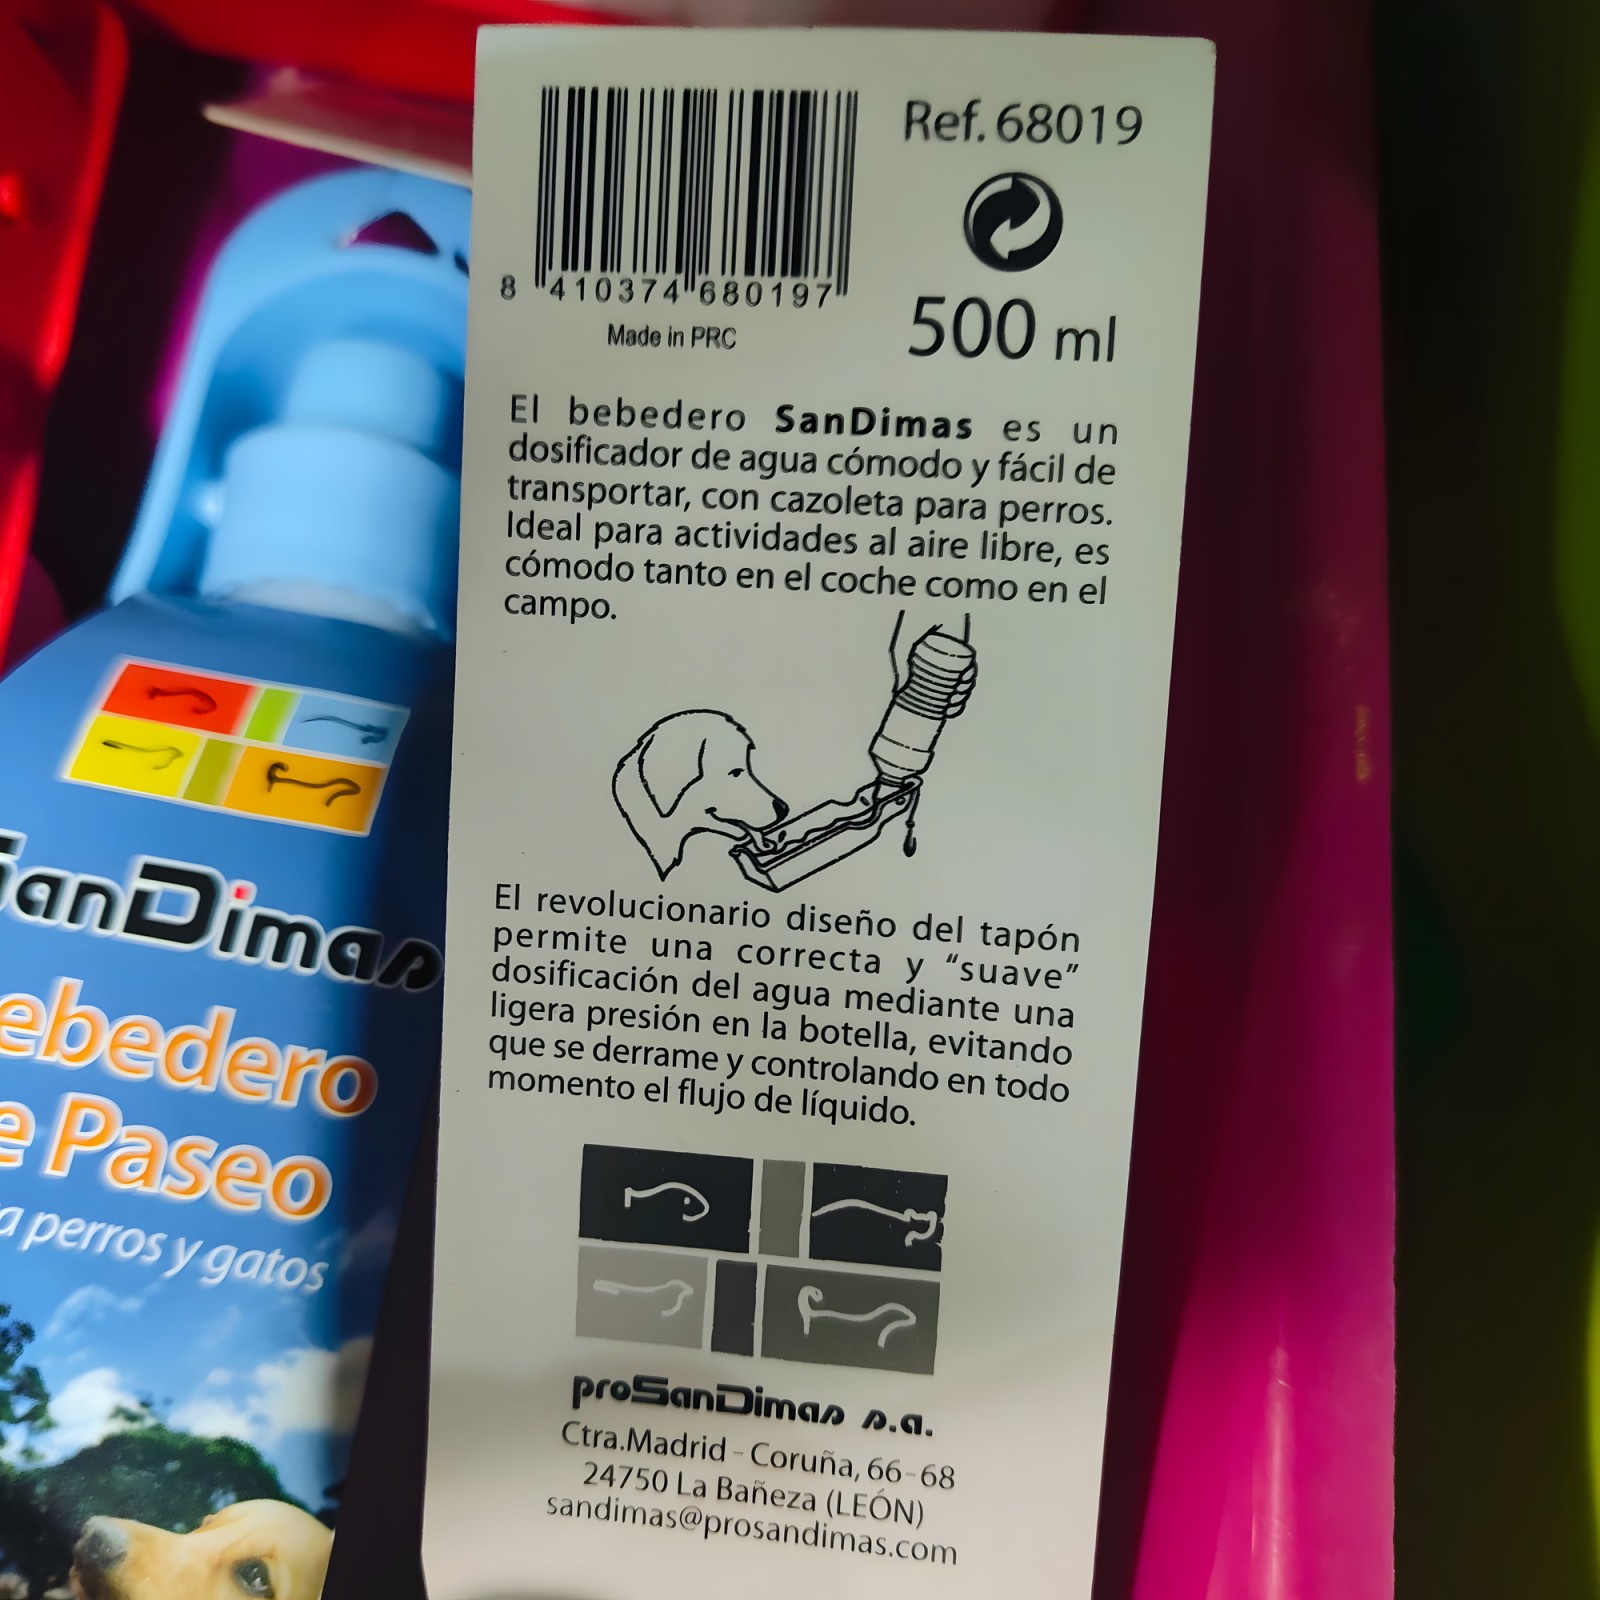 Ref. 68019
8 410374 680197
Made in PRC
500 ml
El bebedero SanDimas es un
dosificador de agua cómodo y fácil de
transportar, con cazoleta para perros.
Ideal para actividades al aire libre, es
cómodo tanto en el coche como en el
campo.
El revolucionario diseño del tapón
permite una correcta y “suave”
dosificación del agua mediante una
ligera presión en la botella, evitando
que se derrame y controlando en todo
momento el flujo de líquido.
proSanDimas s.a.
Ctra.Madrid - Coruña, 66-68
24750 La Bañeza (LEÓN)
sandimas@prosandimas.com
SanDimas
ebedero
e Paseo
a perros y gatos